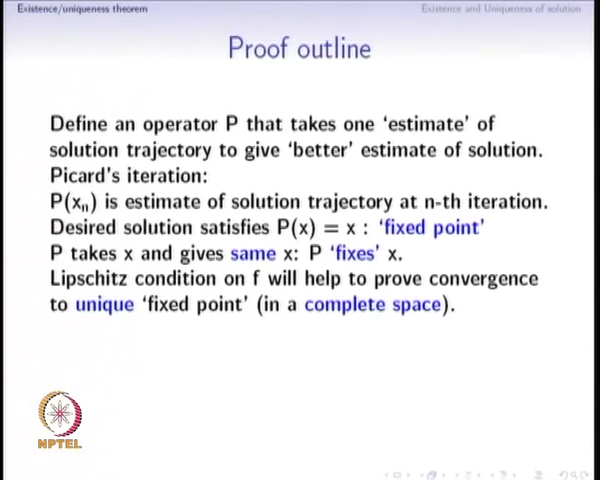 Existence/uniqueness theorem
Existence and Uniqueness of solution
Proof outline
Define an operator P that takes one ‘estimate’ of
solution trajectory to give ‘better’ estimate of solution.
Picard's iteration:
P(xₙ) is estimate of solution trajectory at n-th iteration.
Desired solution satisfies P(x) = x : ‘fixed point’
P takes x and gives same x: P ‘fixes’ x.
Lipschitz condition on f will help to prove convergence
to unique ‘fixed point’ (in a complete space).
NPTEL